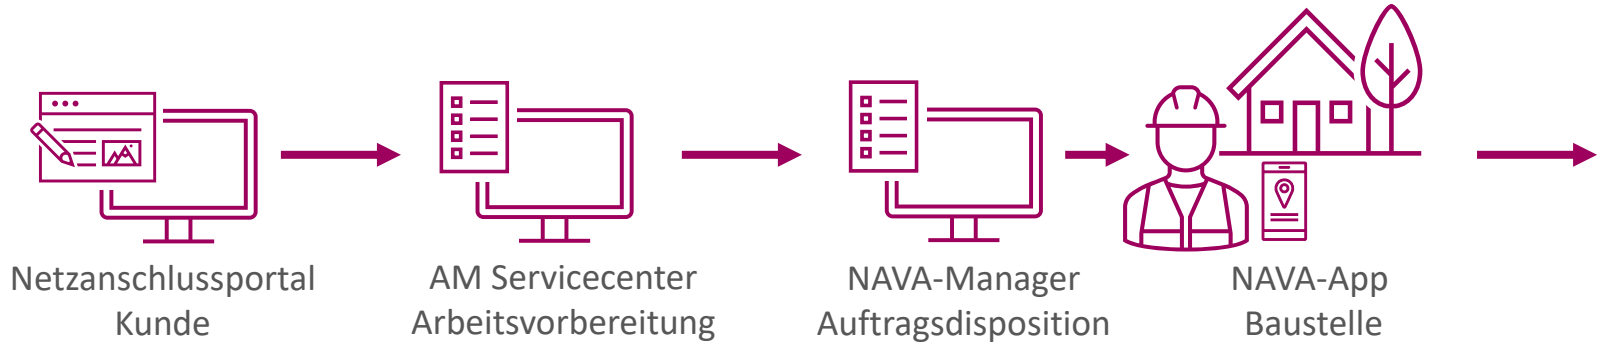 Netzanschlussportal
Kunde
AM Servicecenter
Arbeitsvorbereitung
NAVA-Manager
Auftragsdisposition
NAVA-App
Baustelle